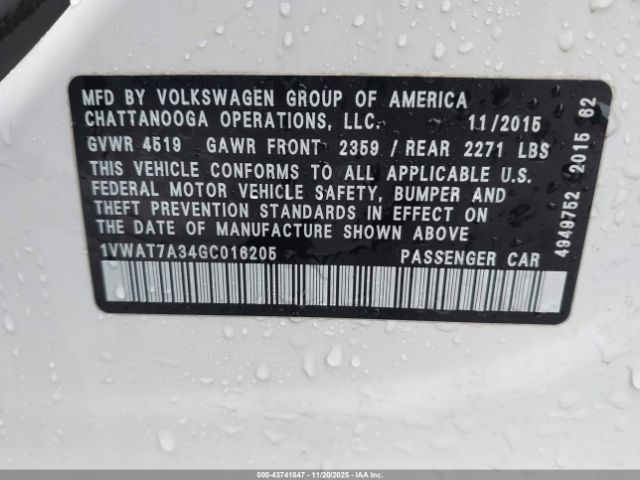 MFD BY VOLKSWAGEN GROUP OF AMERICA
CHATTANOOGA OPERATIONS, LLC. 11/2015
GVWR 4519 GAWR FRONT 2359 / REAR 2271 LBS
THIS VEHICLE CONFORMS TO ALL APPLICABLE U.S.
FEDERAL MOTOR VEHICLE SAFETY, BUMPER AND
THEFT PREVENTION STANDARDS IN EFFECT ON
THE DATE OF MANUFACTURE SHOWN ABOVE.
1VWAT7A34GC016205 PASSENGER CAR
4949752 2015 62
000-43741847 - 11/20/2025 - IAAI.COM